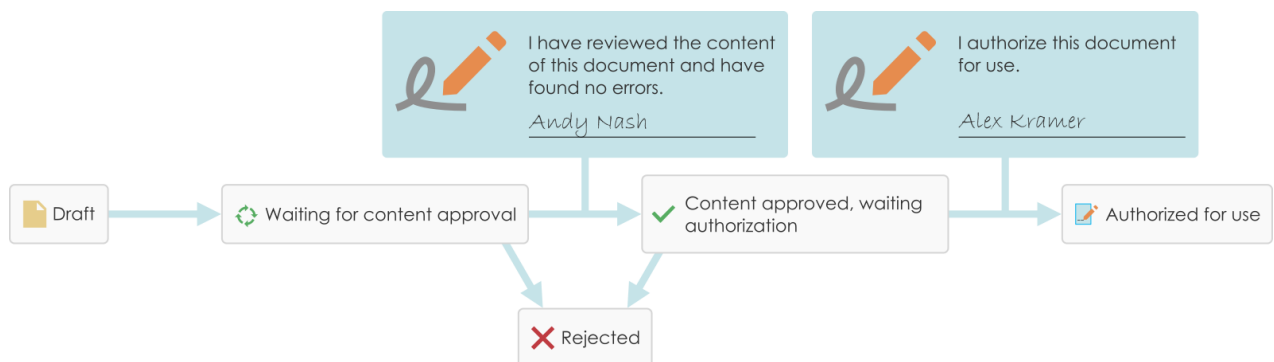 I have reviewed the content
of this document and have
found no errors.
Andy Nash
I authorize this document
for use.
Alex Kramer
Draft
Waiting for content approval
Content approved, waiting
authorization
Authorized for use
Rejected